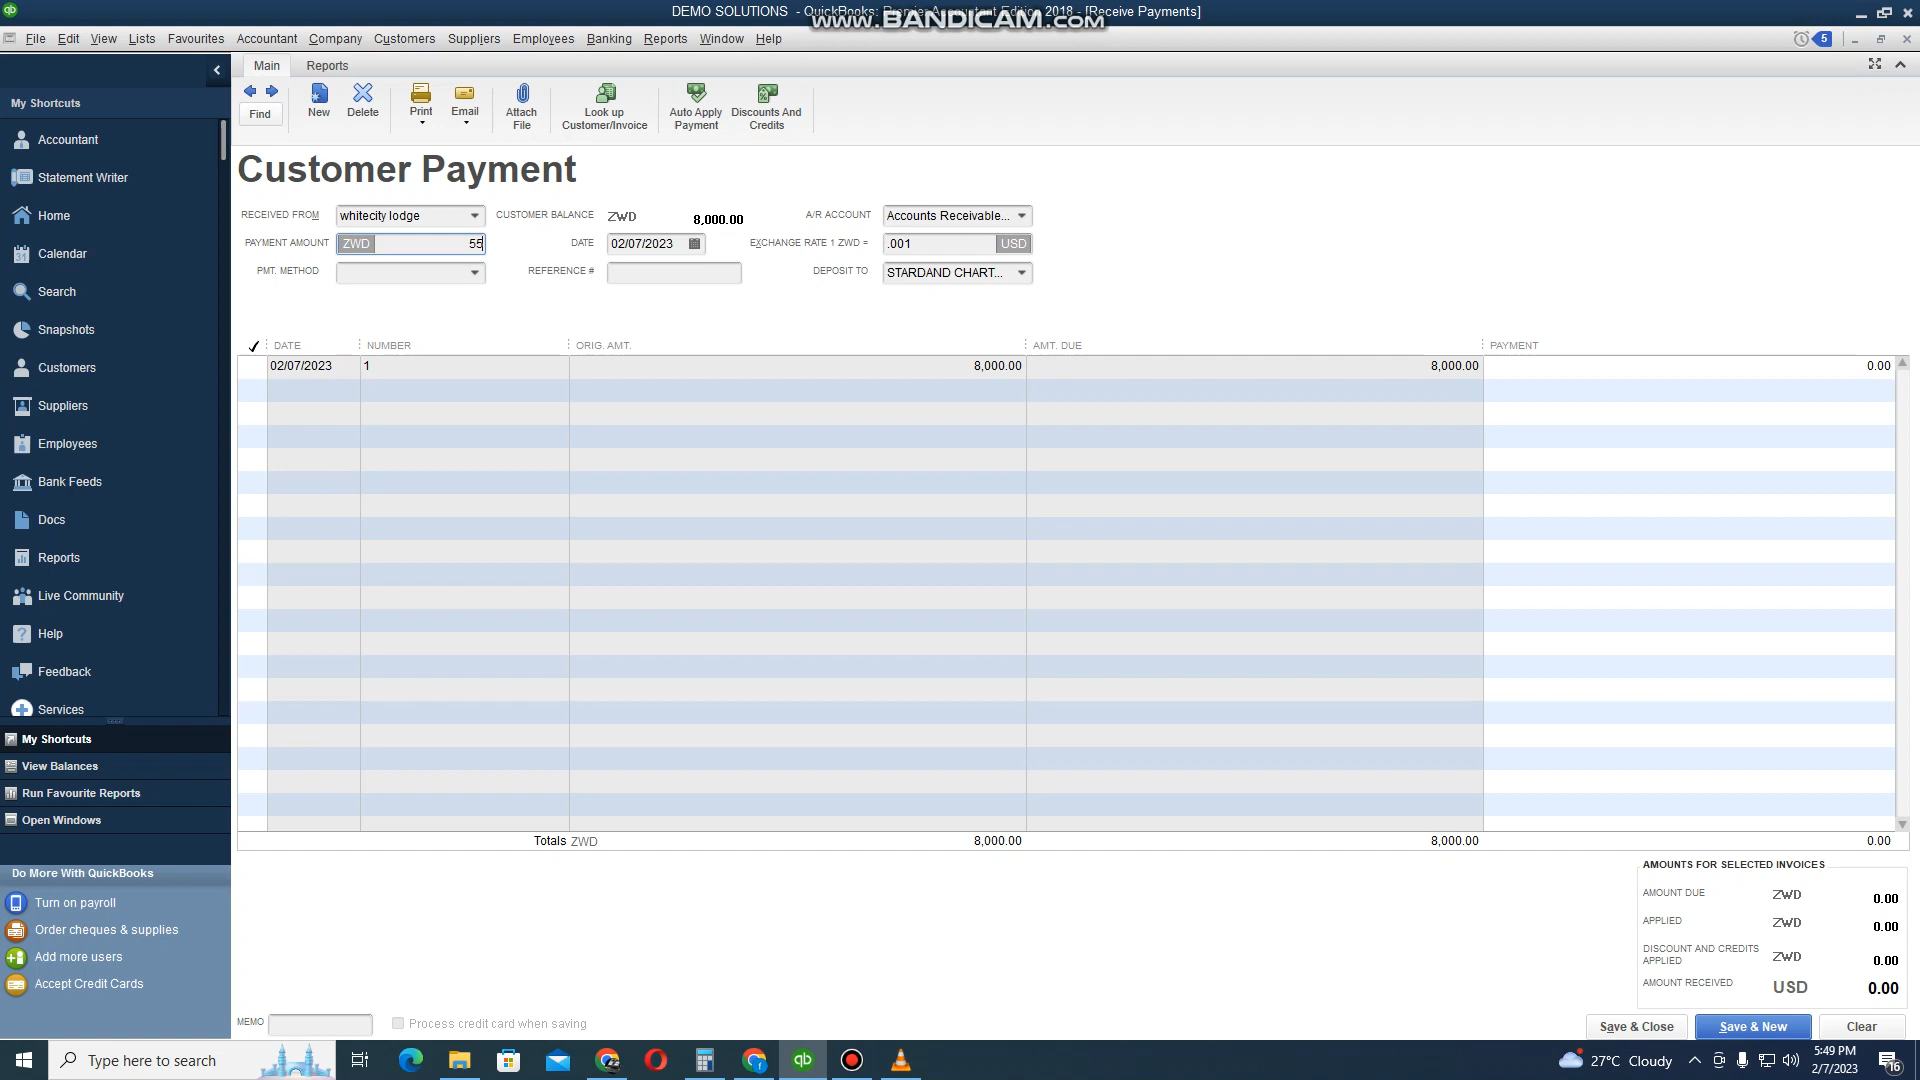 DEMO SOLUTIONS - QuickBooks: Premier Accountant Edition 2018 - [Receive Payments]
www.BANDICAM.com
File Edit View Lists Favourites Accountant Company Customers Suppliers Employees Banking Reports Window Help
5
Main Reports
Find
New
Delete
Print
Email
Attach File
Look up Customer/Invoice
Auto Apply Payment
Discounts And Credits
My Shortcuts
Accountant
Statement Writer
Home
Calendar
Search
Snapshots
Customers
Suppliers
Employees
Bank Feeds
Docs
Reports
Live Community
Help
Feedback
Services
My Shortcuts
View Balances
Run Favourite Reports
Open Windows
Do More With QuickBooks
Turn on payroll
Order cheques & supplies
Add more users
Accept Credit Cards
Customer Payment
RECEIVED FROM whitecity lodge CUSTOMER BALANCE ZWD 8,000.00 A/R ACCOUNT Accounts Receivable...
PAYMENT AMOUNT ZWD 55 DATE 02/07/2023 EXCHANGE RATE 1 ZWD = .001 USD
PMT. METHOD REFERENCE # DEPOSIT TO STARDAND CHART...
DATE NUMBER ORIG. AMT. AMT. DUE PAYMENT
02/07/2023 1 8,000.00 8,000.00 0.00
Totals ZWD 8,000.00 8,000.00 0.00
AMOUNTS FOR SELECTED INVOICES
AMOUNT DUE ZWD 0.00
APPLIED ZWD 0.00
DISCOUNT AND CREDITS APPLIED ZWD 0.00
AMOUNT RECEIVED USD 0.00
MEMO Process credit card when saving
Save & Close Save & New Clear
Type here to search
27°C Cloudy
5:49 PM
2/7/2023
16